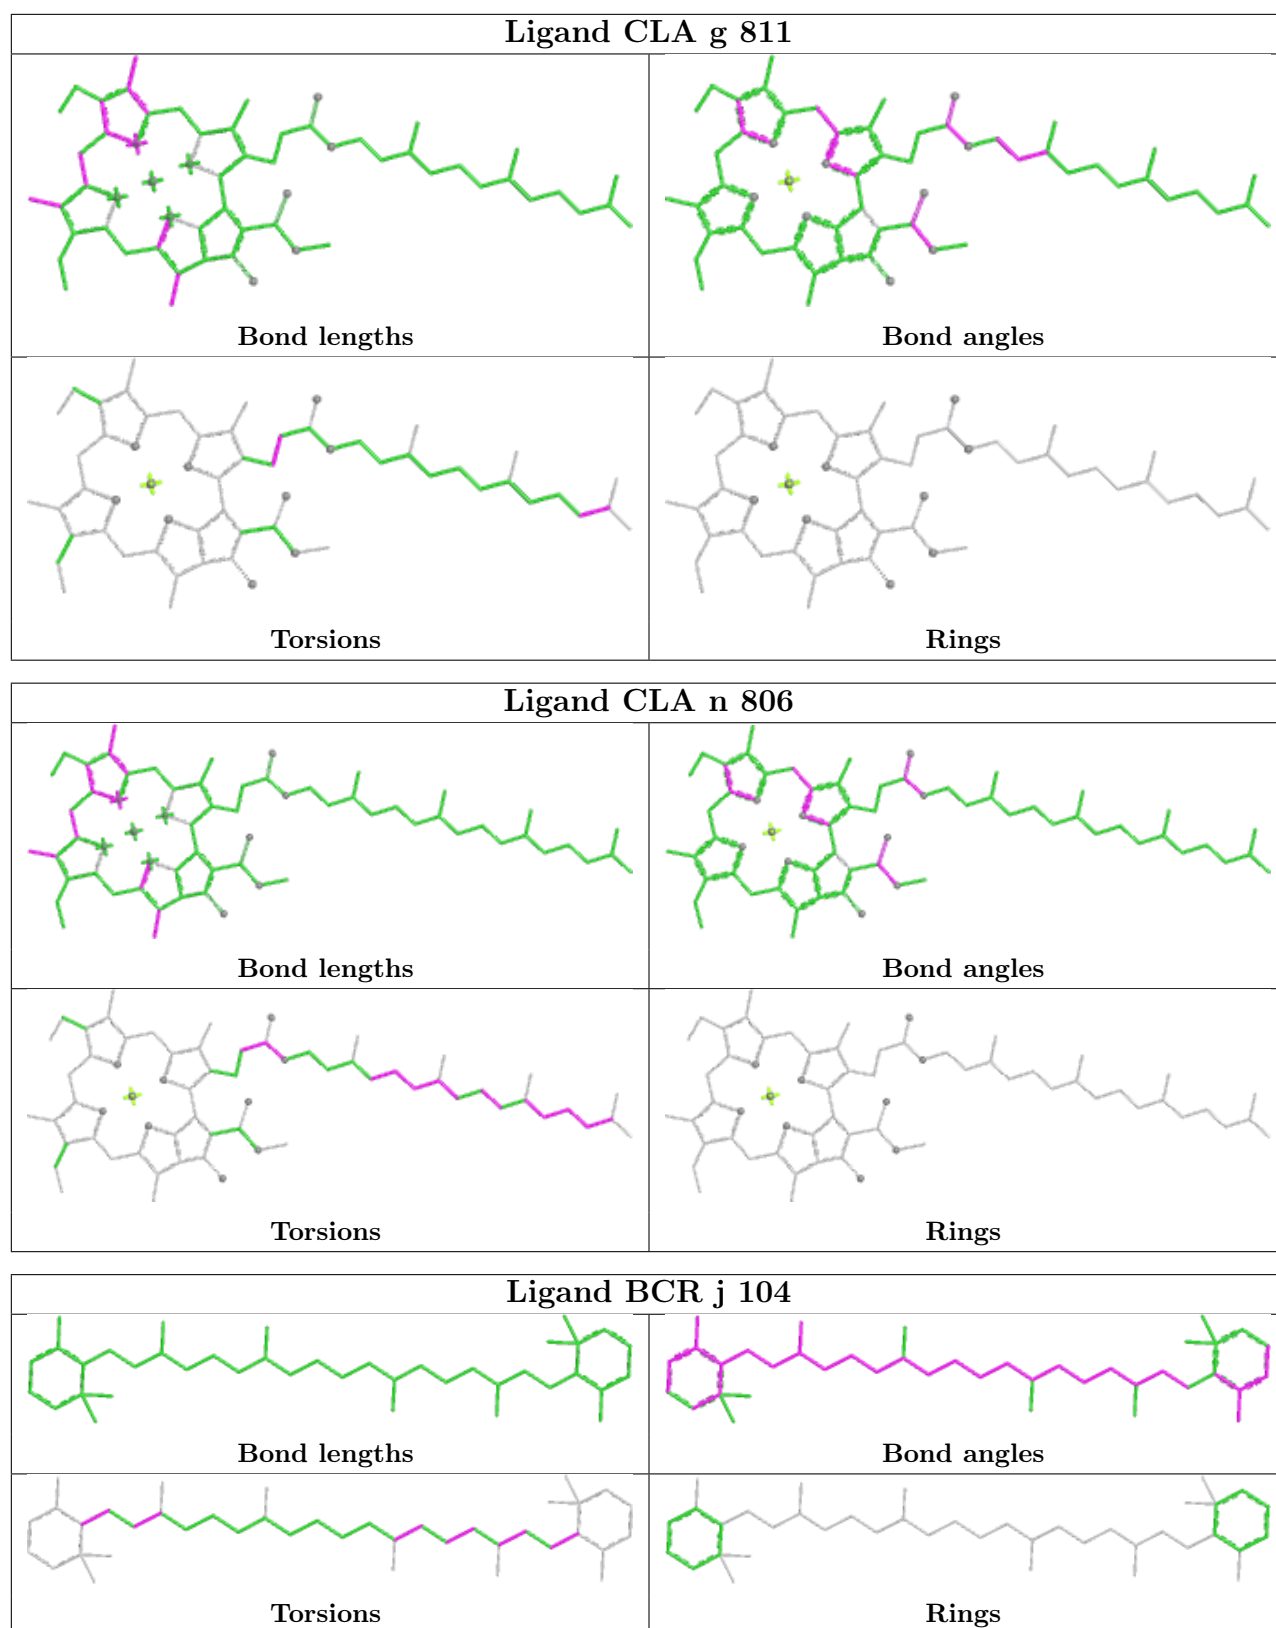 Ligand CLA g 811
Bond lengths
Bond angles
Torsions
Rings
Ligand CLA n 806
Bond lengths
Bond angles
Torsions
Rings
Ligand BCR j 104
Bond lengths
Bond angles
Torsions
Rings